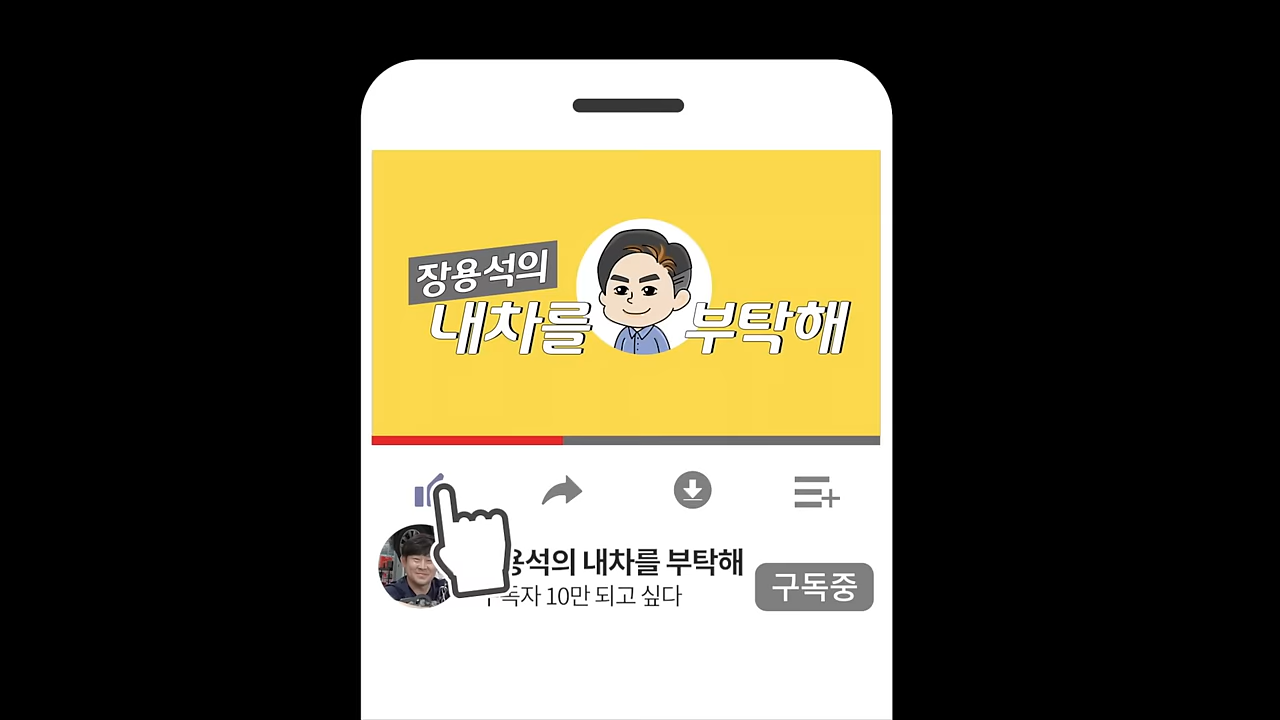 장용석의
내차를 부탁해
용석의 내차를 부탁해
독자 10만 되고 싶다
구독중